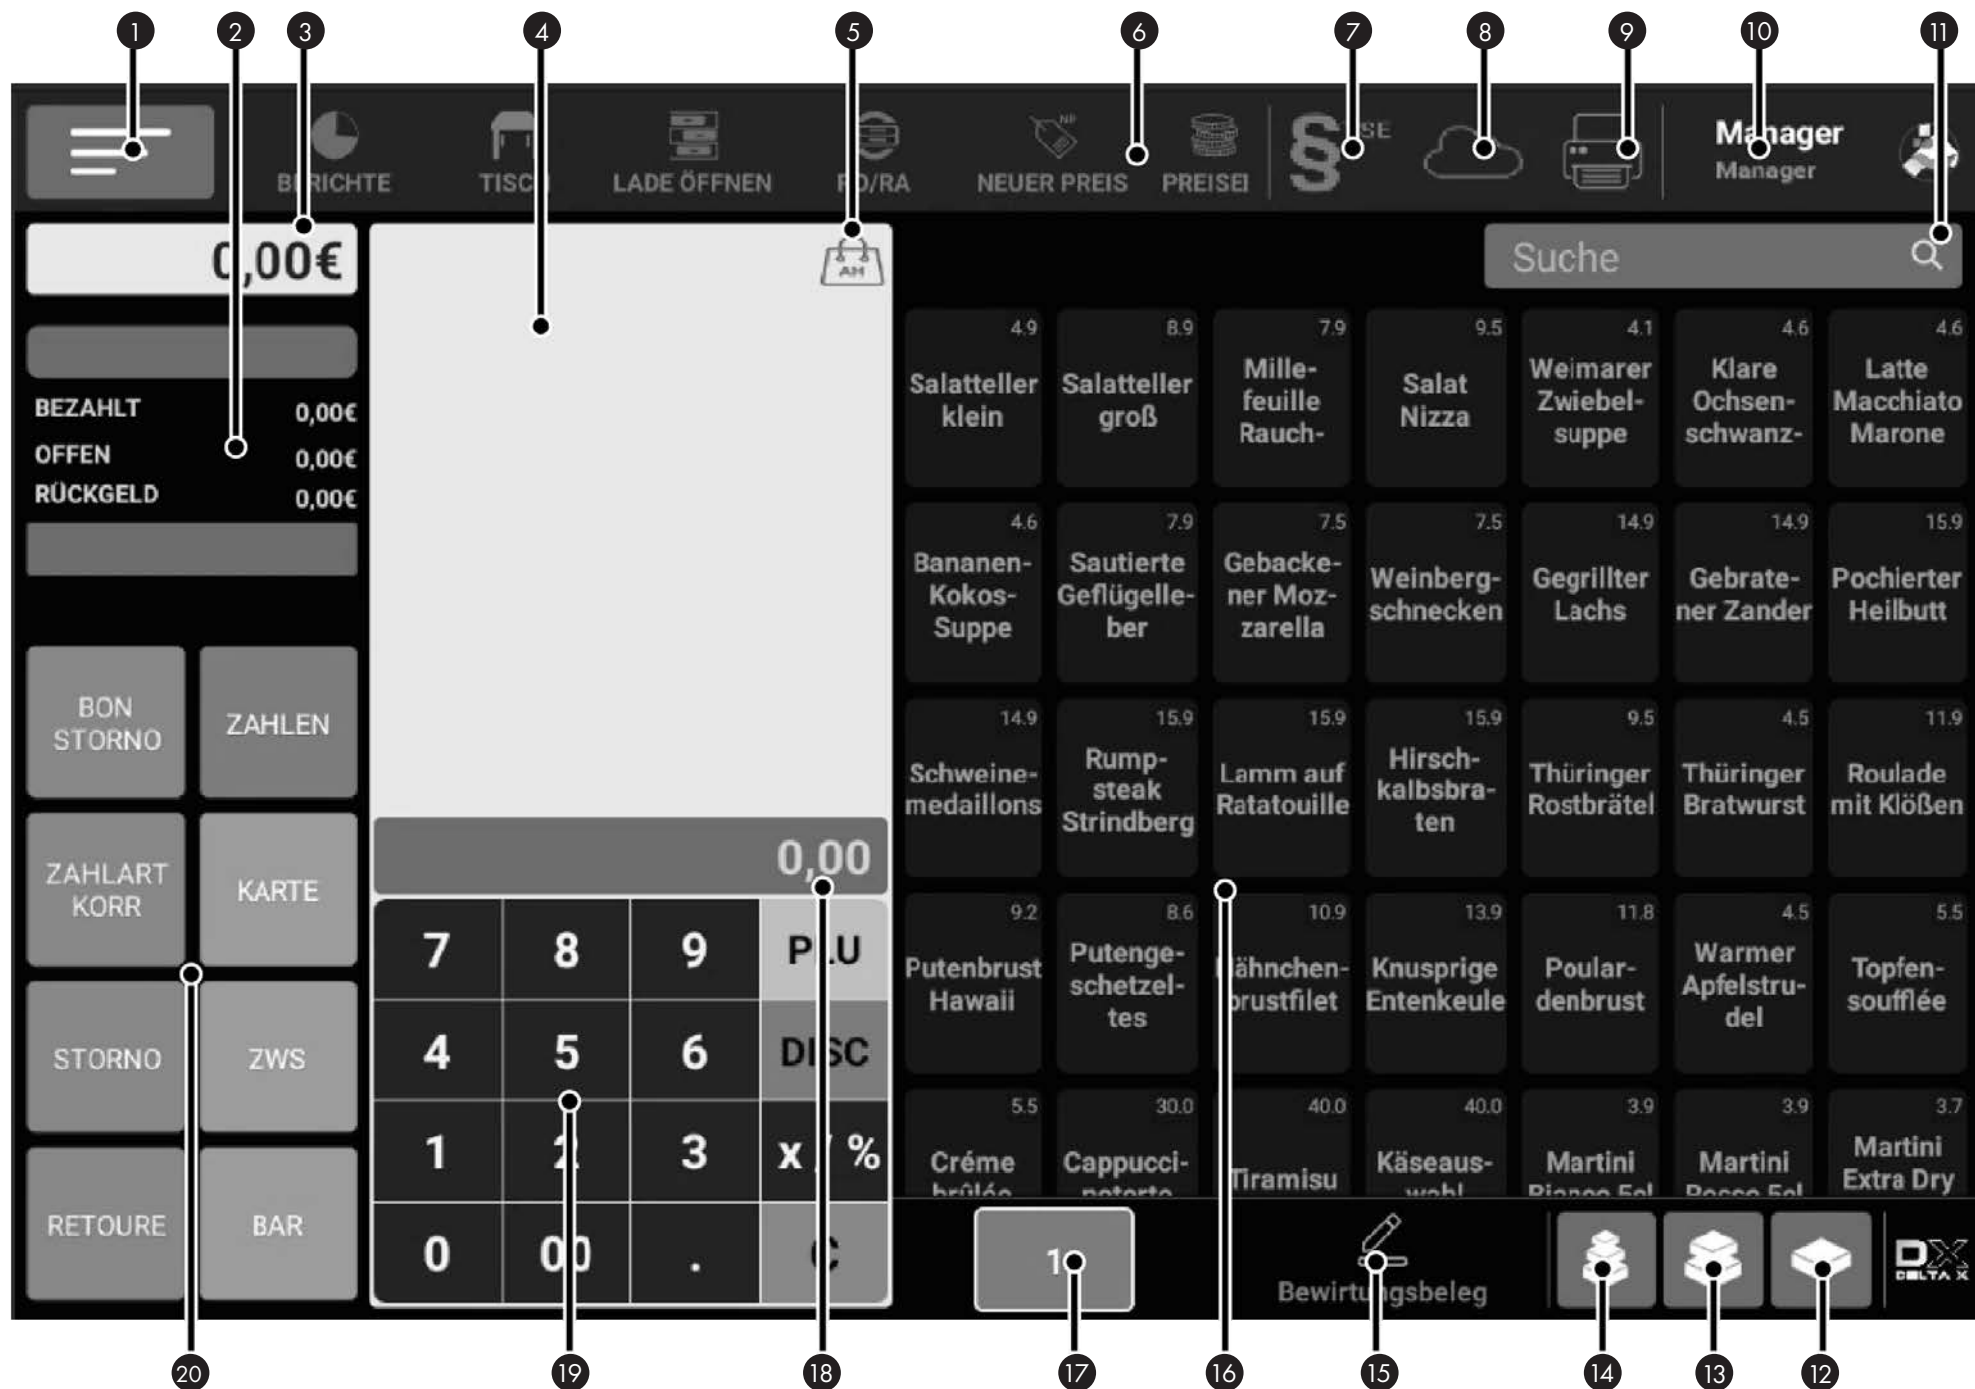 1 2 3 4 5 6 7 8 9 10 11
BERICHTE TISCH LADE ÖFFNEN NEUER PREIS PREISEI
NP
Manager
Manager
0,00€
AH
Suche
BEZAHLT 0,00€
OFFEN 0,00€
RÜCKGELD 0,00€
BON
STORNO
ZAHLEN
ZAHLART
KORR
KARTE
STORNO
ZWS
RETOURE
BAR
0,00
7 8 9 PLU
4 5 6 DISC
1 2 3 x / %
0 00 . C
4.9
Salatteller
klein
8.9
Salatteller
groß
7.9
Mille-
feuille
Rauch-
9.5
Salat
Nizza
4.1
Weimarer
Zwiebel-
suppe
4.6
Klare
Ochsen-
schwanz-
4.6
Latte
Macchiato
Marone
4.6
Bananen-
Kokos-
Suppe
7.9
Sautierte
Geflügelle-
ber
7.5
Gebacke-
ner Moz-
zarella
7.5
Weinberg-
schnecken
14.9
Gegrillter
Lachs
14.9
Gebrate-
ner Zander
15.9
Pochierter
Heilbutt
14.9
Schweine-
medaillons
15.9
Rump-
steak
Strindberg
15.9
Lamm auf
Ratatouille
15.9
Hirsch-
kalbsbra-
ten
9.5
Thüringer
Rostbrätel
4.5
Thüringer
Bratwurst
11.9
Roulade
mit Klößen
9.2
Putenbrust
Hawaii
8.6
Putenge-
schetzel-
tes
10.9
Hähnchen-
brustfilet
13.9
Knusprige
Entenkeule
11.8
Poular-
denbrust
4.5
Warmer
Apfelstru-
del
5.5
Topfen-
soufflée
5.5
Créme
brûlée
30.0
Cappucci-
notorte
40.0
Tiramisu
40.0
Käseaus-
wahl
3.9
Martini
Bianco 5cl
3.9
Martini
Rosso 5cl
3.7
Martini
Extra Dry
1
Bewirtungsbeleg
DX
DELTA X
20 19 18 17 16 15 14 13 12